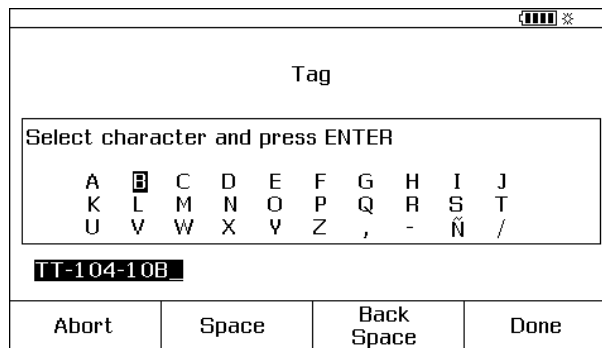 Tag
Select character and press ENTER
A B C D E F G H I J
K L M N O P Q R S T
U V W X Y Z , - Ñ /
TT-104-10B_
Abort Space Back Space Done